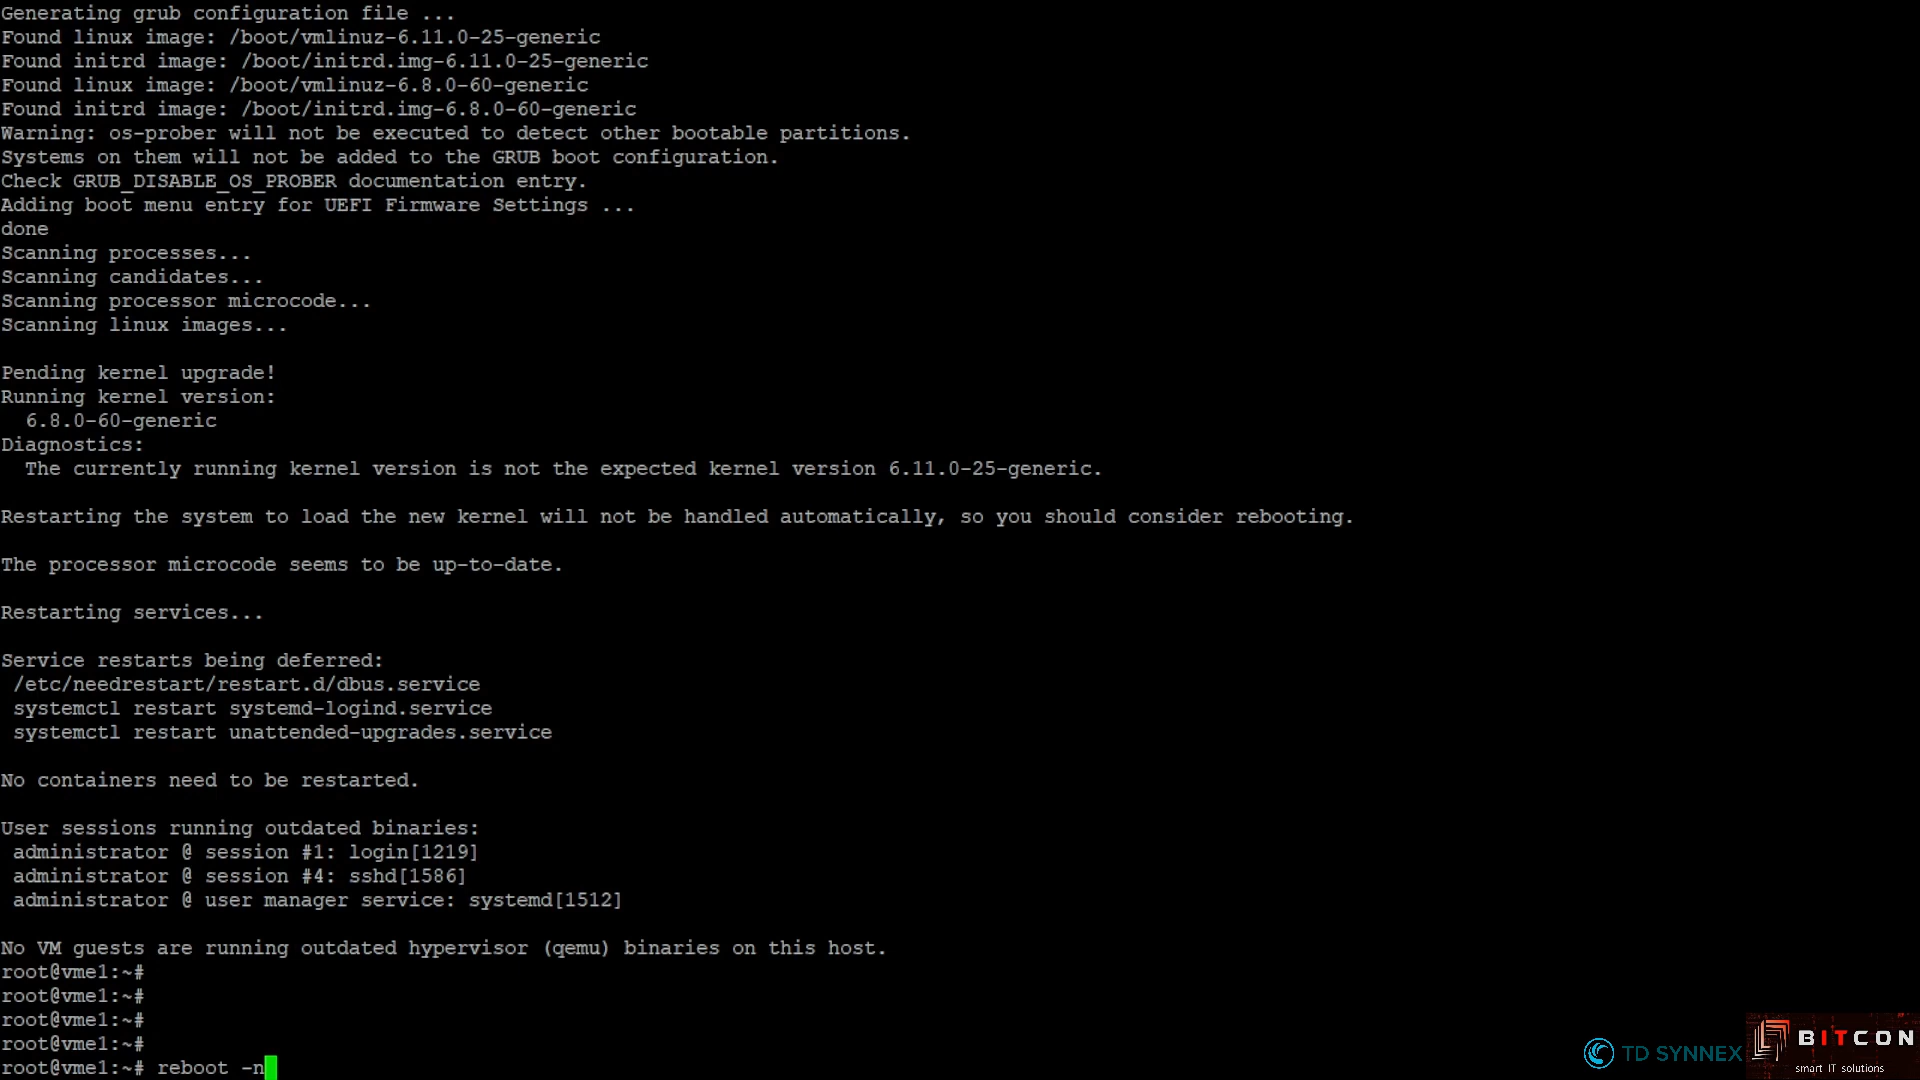 Generating grub configuration file ...
Found linux image: /boot/vmlinuz-6.11.0-25-generic
Found initrd image: /boot/initrd.img-6.11.0-25-generic
Found linux image: /boot/vmlinuz-6.8.0-60-generic
Found initrd image: /boot/initrd.img-6.8.0-60-generic
Warning: os-prober will not be executed to detect other bootable partitions.
Systems on them will not be added to the GRUB boot configuration.
Check GRUB_DISABLE_OS_PROBER documentation entry.
Adding boot menu entry for UEFI Firmware Settings ...
done
Scanning processes...
Scanning candidates...
Scanning processor microcode...
Scanning linux images...
Pending kernel upgrade!
Running kernel version:
  6.8.0-60-generic
Diagnostics:
  The currently running kernel version is not the expected kernel version 6.11.0-25-generic.
Restarting the system to load the new kernel will not be handled automatically, so you should consider rebooting.
The processor microcode seems to be up-to-date.
Restarting services...
Service restarts being deferred:
 /etc/needrestart/restart.d/dbus.service
 systemctl restart systemd-logind.service
 systemctl restart unattended-upgrades.service
No containers need to be restarted.
User sessions running outdated binaries:
 administrator @ session #1: login[1219]
 administrator @ session #4: sshd[1586]
 administrator @ user manager service: systemd[1512]
No VM guests are running outdated hypervisor (qemu) binaries on this host.
root@vme1:~#
root@vme1:~#
root@vme1:~#
root@vme1:~#
root@vme1:~# reboot -n
TD SYNNEX
BITCON
smart IT solutions